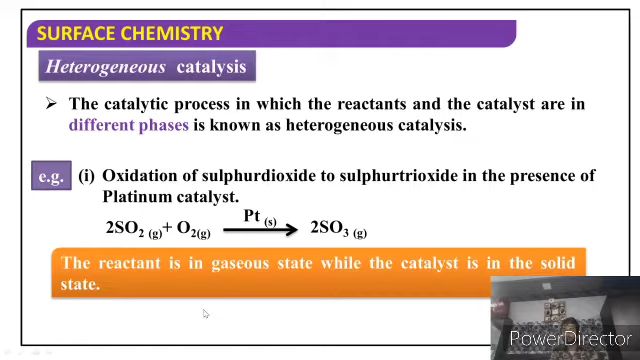 SURFACE CHEMISTRY
Heterogeneous catalysis
➢ The catalytic process in which the reactants and the catalyst are in
different phases is known as heterogeneous catalysis.
e.g. (i) Oxidation of sulphurdioxide to sulphurtrioxide in the presence of
Platinum catalyst.
Pt (s)
2SO₂ (g) + O₂(g) ⟶ 2SO₃ (g)
The reactant is in gaseous state while the catalyst is in the solid
state.
PowerDirector